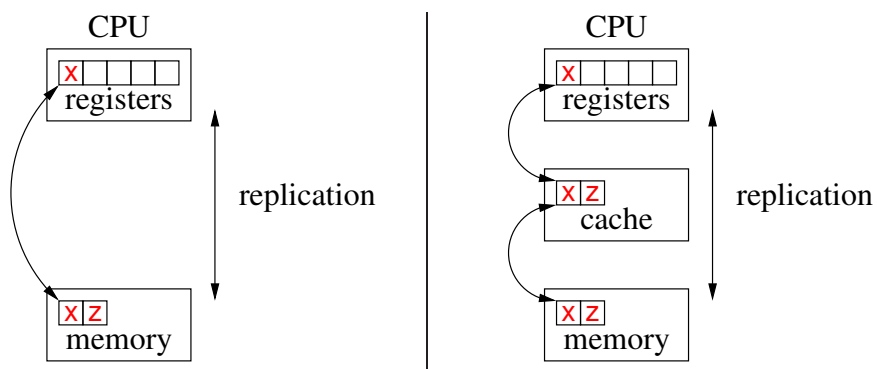 CPU
x
registers
replication
x z
memory
CPU
x
registers
x z
cache
replication
x z
memory